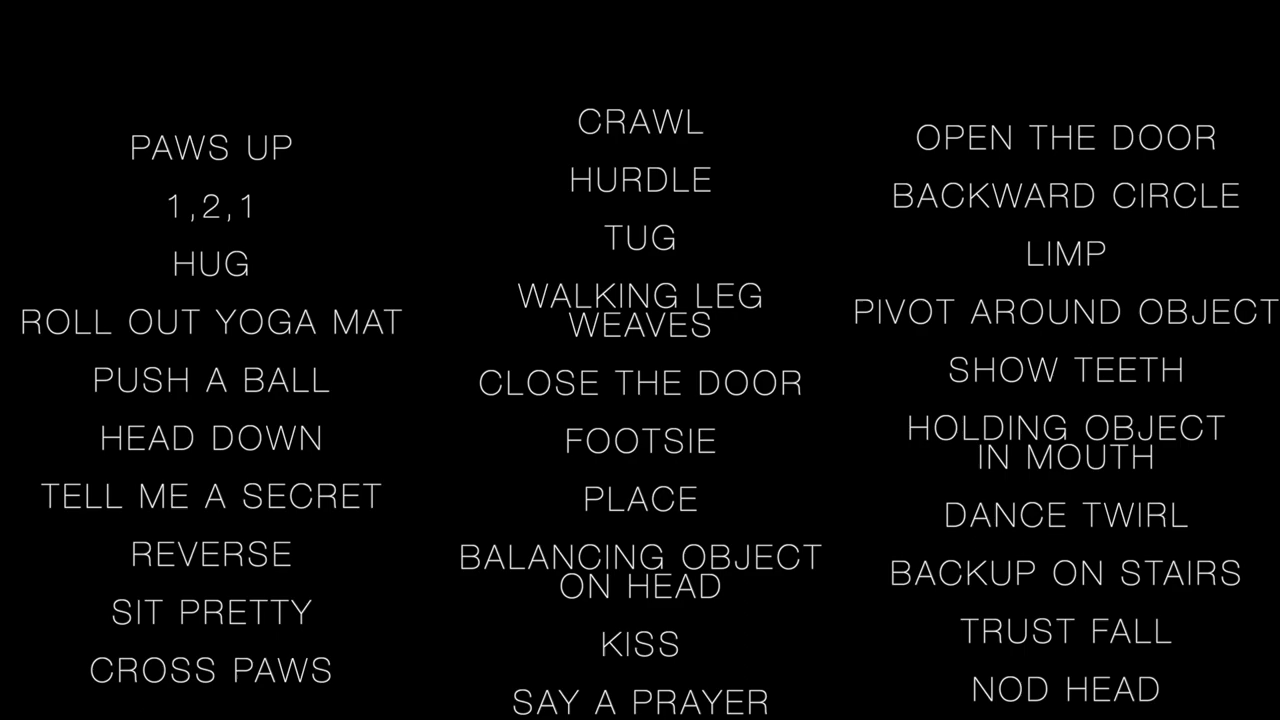 PAWS UP
1,2,1
HUG
ROLL OUT YOGA MAT
PUSH A BALL
HEAD DOWN
TELL ME A SECRET
REVERSE
SIT PRETTY
CROSS PAWS
CRAWL
HURDLE
TUG
WALKING LEG
WEAVES
CLOSE THE DOOR
FOOTSIE
PLACE
BALANCING OBJECT
ON HEAD
KISS
SAY A PRAYER
OPEN THE DOOR
BACKWARD CIRCLE
LIMP
PIVOT AROUND OBJECT
SHOW TEETH
HOLDING OBJECT
IN MOUTH
DANCE TWIRL
BACKUP ON STAIRS
TRUST FALL
NOD HEAD